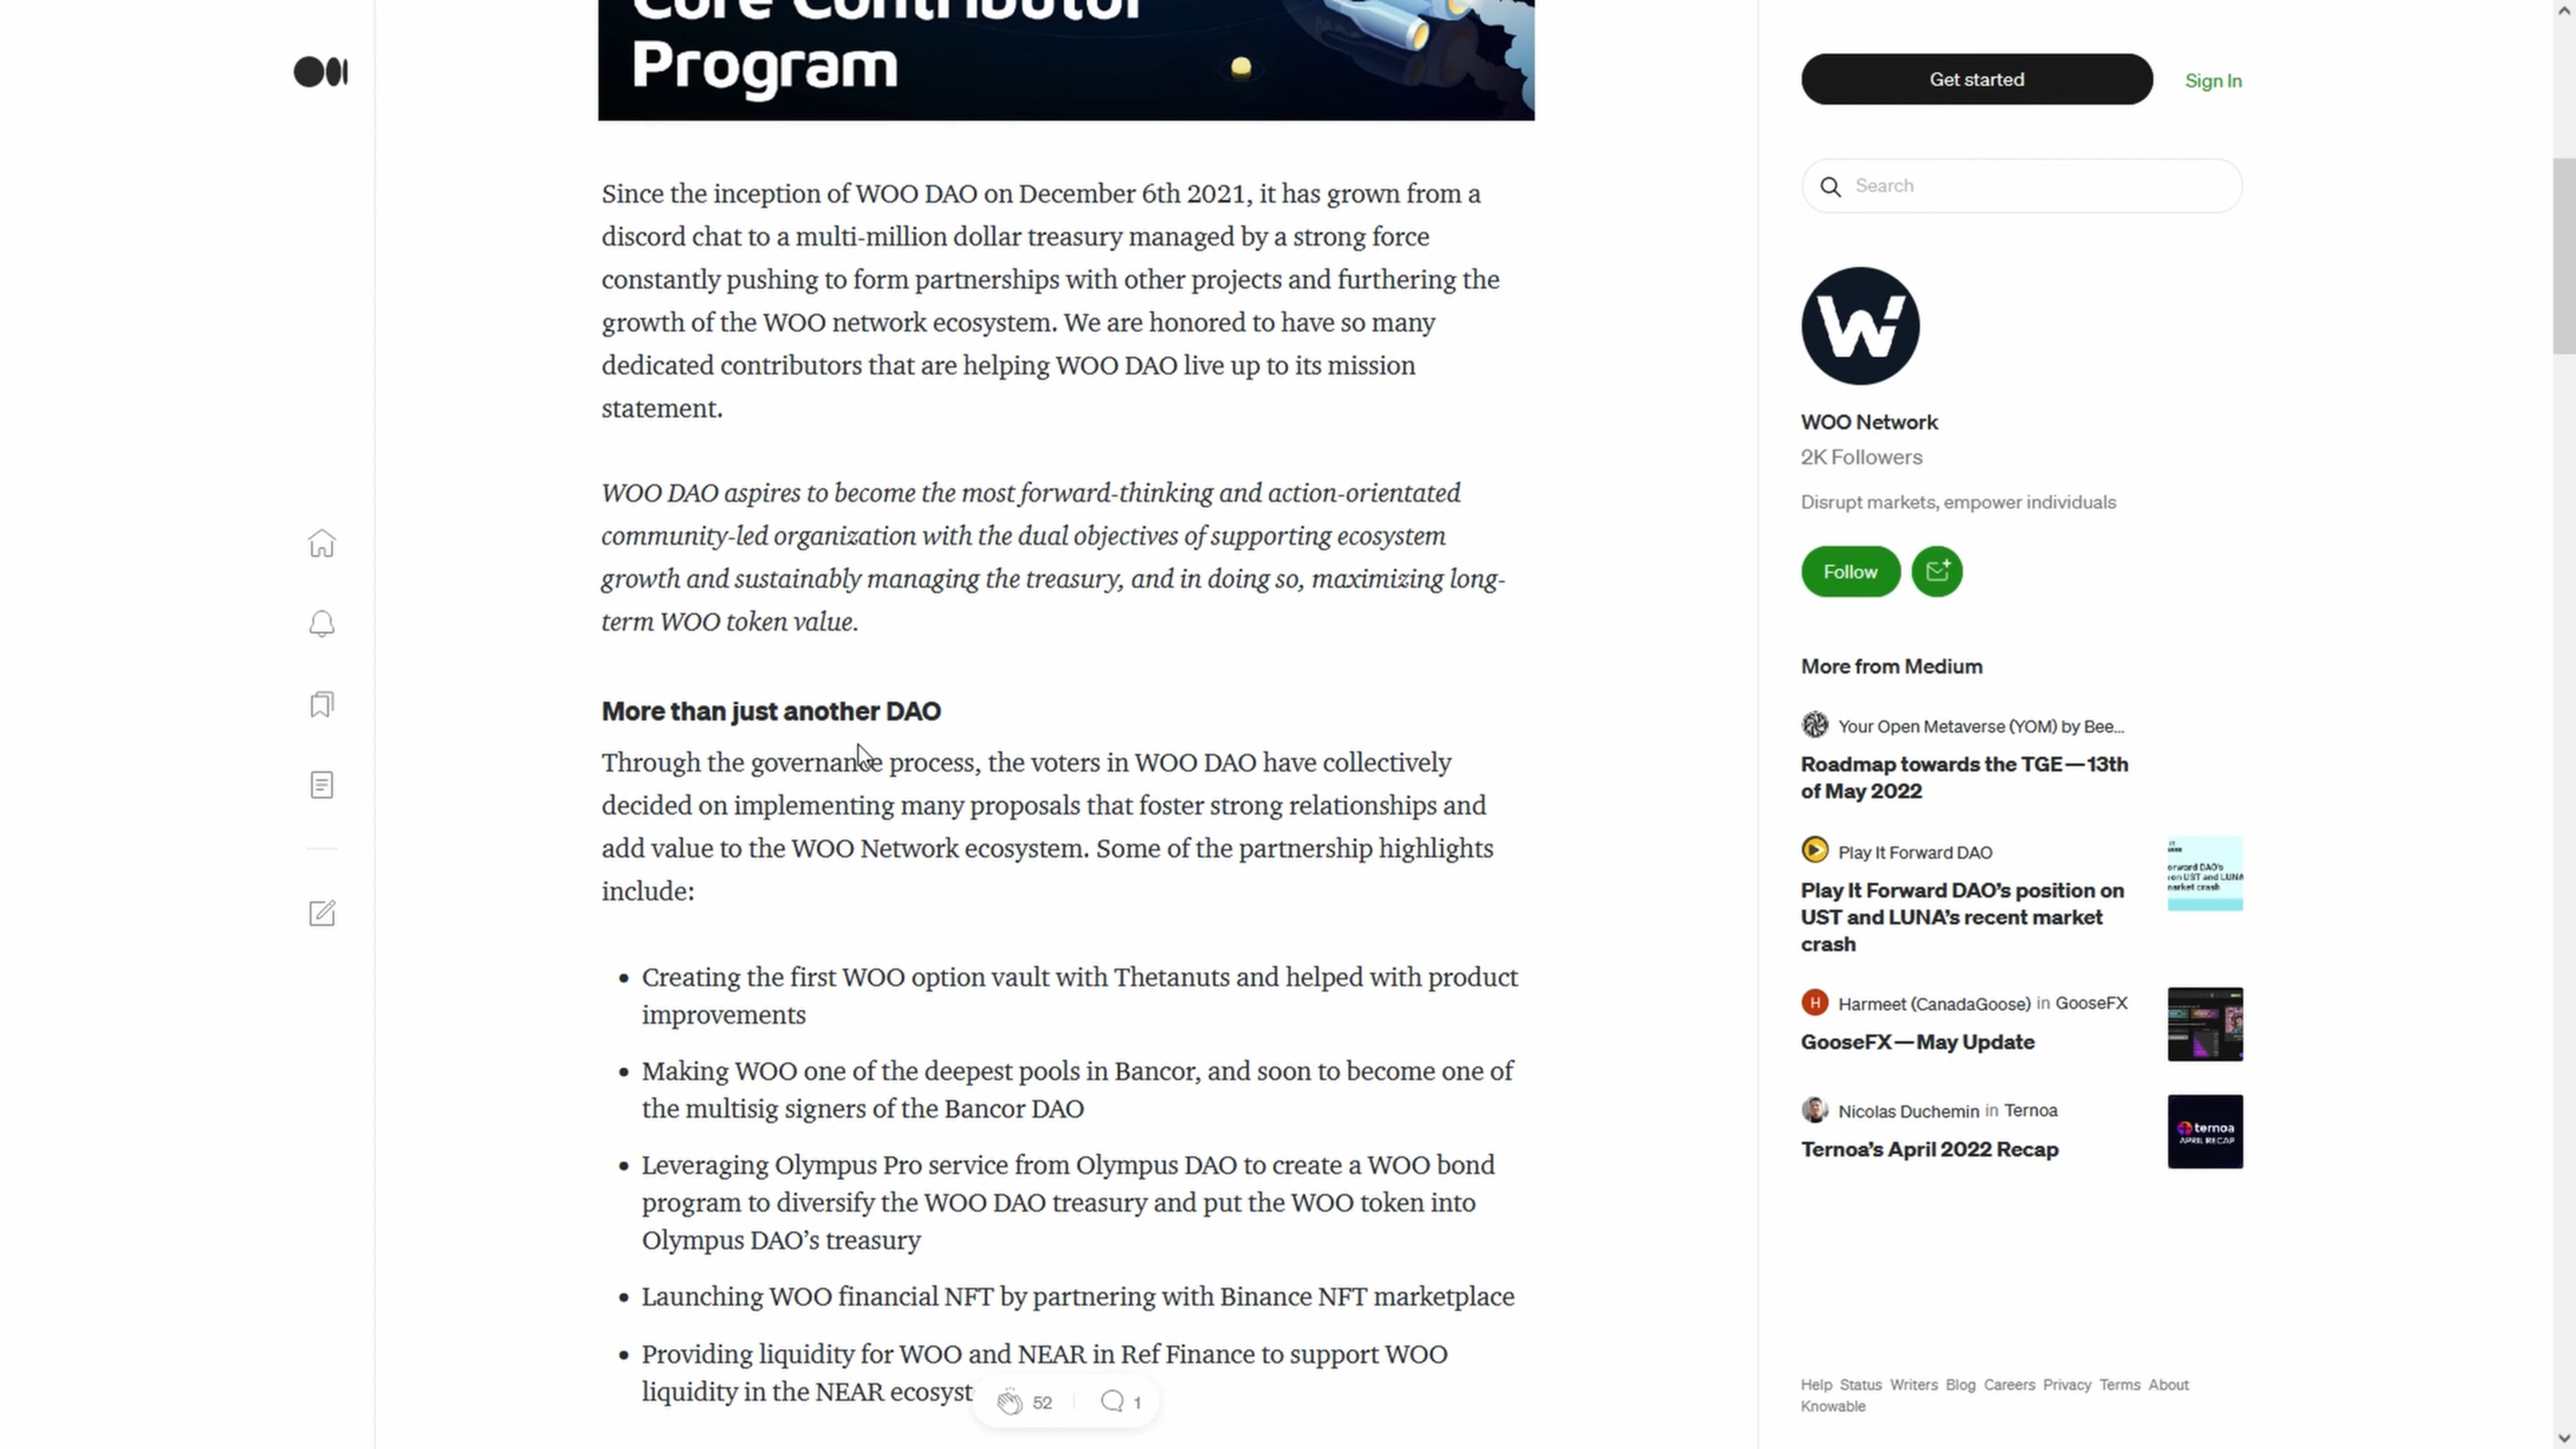 Core Contributor
Program
Since the inception of WOO DAO on December 6th 2021, it has grown from a
discord chat to a multi-million dollar treasury managed by a strong force
constantly pushing to form partnerships with other projects and furthering the
growth of the WOO network ecosystem. We are honored to have so many
dedicated contributors that are helping WOO DAO live up to its mission
statement.
WOO DAO aspires to become the most forward-thinking and action-orientated
community-led organization with the dual objectives of supporting ecosystem
growth and sustainably managing the treasury, and in doing so, maximizing long-
term WOO token value.
More than just another DAO
Through the governance process, the voters in WOO DAO have collectively
decided on implementing many proposals that foster strong relationships and
add value to the WOO Network ecosystem. Some of the partnership highlights
include:
• Creating the first WOO option vault with Thetanuts and helped with product
improvements
• Making WOO one of the deepest pools in Bancor, and soon to become one of
the multisig signers of the Bancor DAO
• Leveraging Olympus Pro service from Olympus DAO to create a WOO bond
program to diversify the WOO DAO treasury and put the WOO token into
Olympus DAO's treasury
• Launching WOO financial NFT by partnering with Binance NFT marketplace
• Providing liquidity for WOO and NEAR in Ref Finance to support WOO
liquidity in the NEAR ecosyst
52
1
Get started
Sign In
Search
WOO Network
2K Followers
Disrupt markets, empower individuals
Follow
More from Medium
Your Open Metaverse (YOM) by Bee...
Roadmap towards the TGE — 13th
of May 2022
Play It Forward DAO
Play It Forward DAO's position on
UST and LUNA's recent market
crash
orward DAO's
on UST and LUNA
market crash
H
Harmeet (CanadaGoose) in GooseFX
GooseFX — May Update
Nicolas Duchemin in Ternoa
Ternoa's April 2022 Recap
ternoa
APRIL RECAP
Help Status Writers Blog Careers Privacy Terms About
Knowable